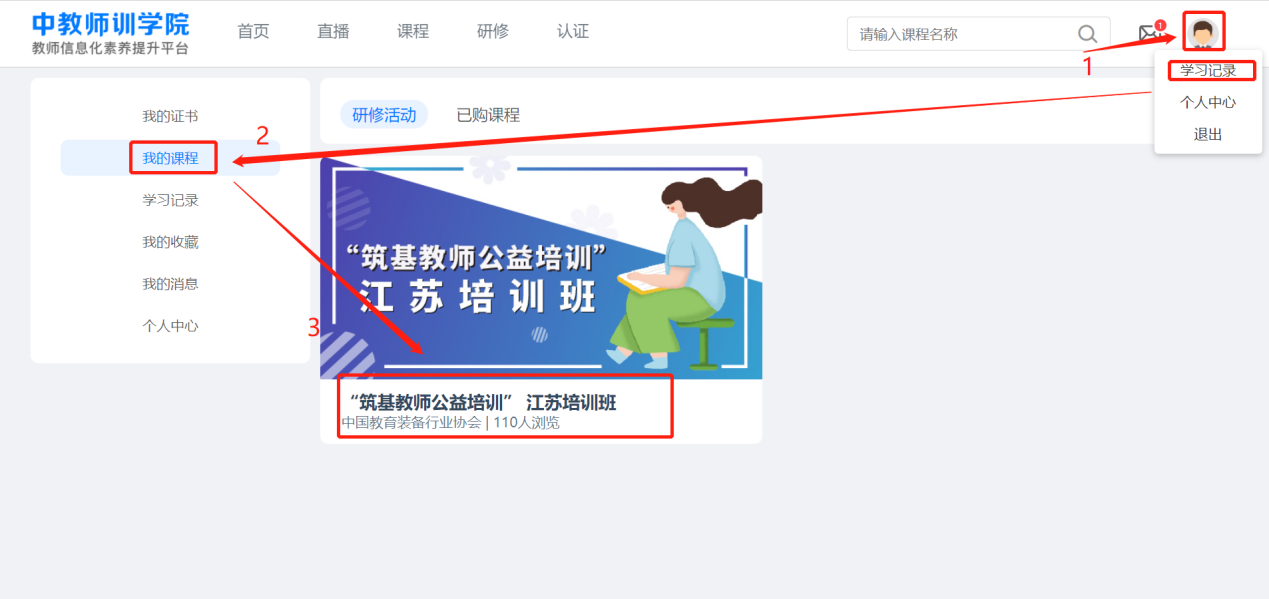 中教师训学院
教师信息化素养提升平台
首页 直播 课程 研修 认证
请输入课程名称
1
1
学习记录
个人中心
退出
我的证书
2
我的课程
学习记录
我的收藏
我的消息
个人中心
研修活动 已购课程
“筑基教师公益培训”
江苏培训班
3
“筑基教师公益培训” 江苏培训班
中国教育装备行业协会 | 110人浏览